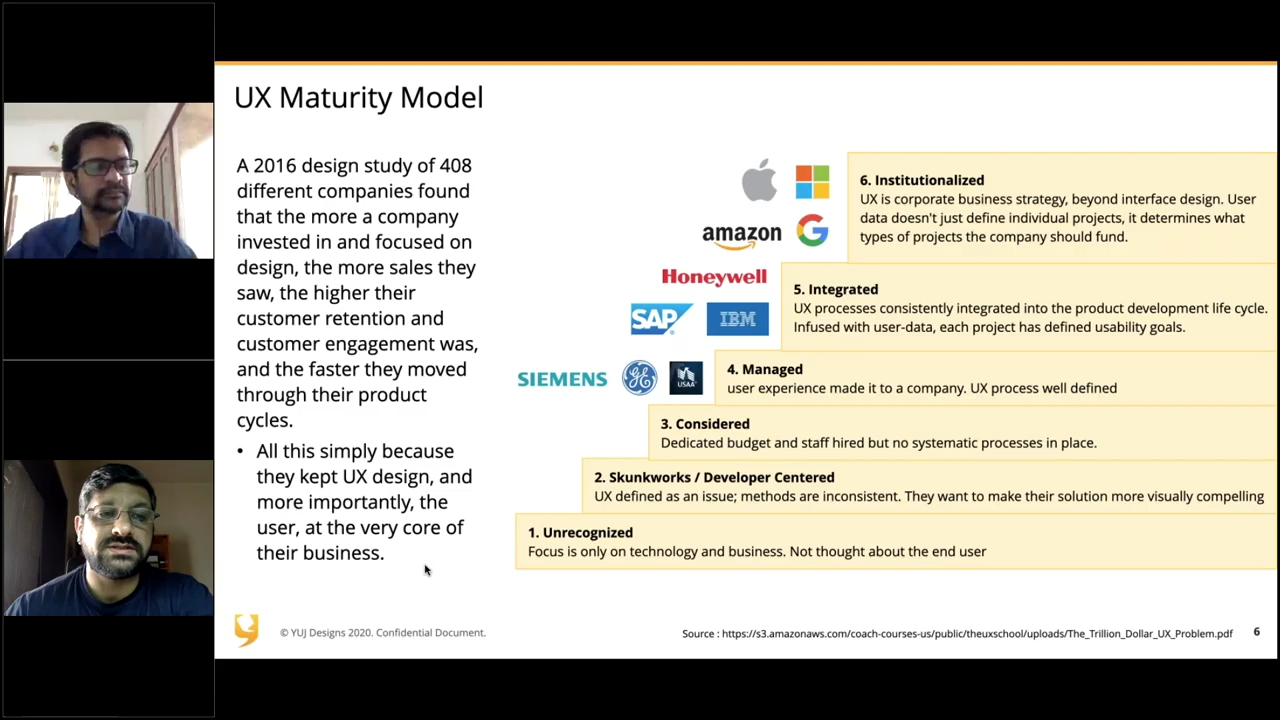 UX Maturity Model
A 2016 design study of 408
different companies found
that the more a company
invested in and focused on
design, the more sales they
saw, the higher their
customer retention and
customer engagement was,
and the faster they moved
through their product
cycles.
• All this simply because
they kept UX design, and
more importantly, the
user, at the very core of
their business.
amazon
6. Institutionalized
UX is corporate business strategy, beyond interface design. User
data doesn't just define individual projects, it determines what
types of projects the company should fund.
Honeywell
SAP IBM
5. Integrated
UX processes consistently integrated into the product development life cycle.
Infused with user-data, each project has defined usability goals.
SIEMENS GE USAA
4. Managed
user experience made it to a company. UX process well defined
3. Considered
Dedicated budget and staff hired but no systematic processes in place.
2. Skunkworks / Developer Centered
UX defined as an issue; methods are inconsistent. They want to make their solution more visually compelling
1. Unrecognized
Focus is only on technology and business. Not thought about the end user
© YUJ Designs 2020. Confidential Document.
Source : https://s3.amazonaws.com/coach-courses-us/public/theuxschool/uploads/The_Trillion_Dollar_UX_Problem.pdf 6